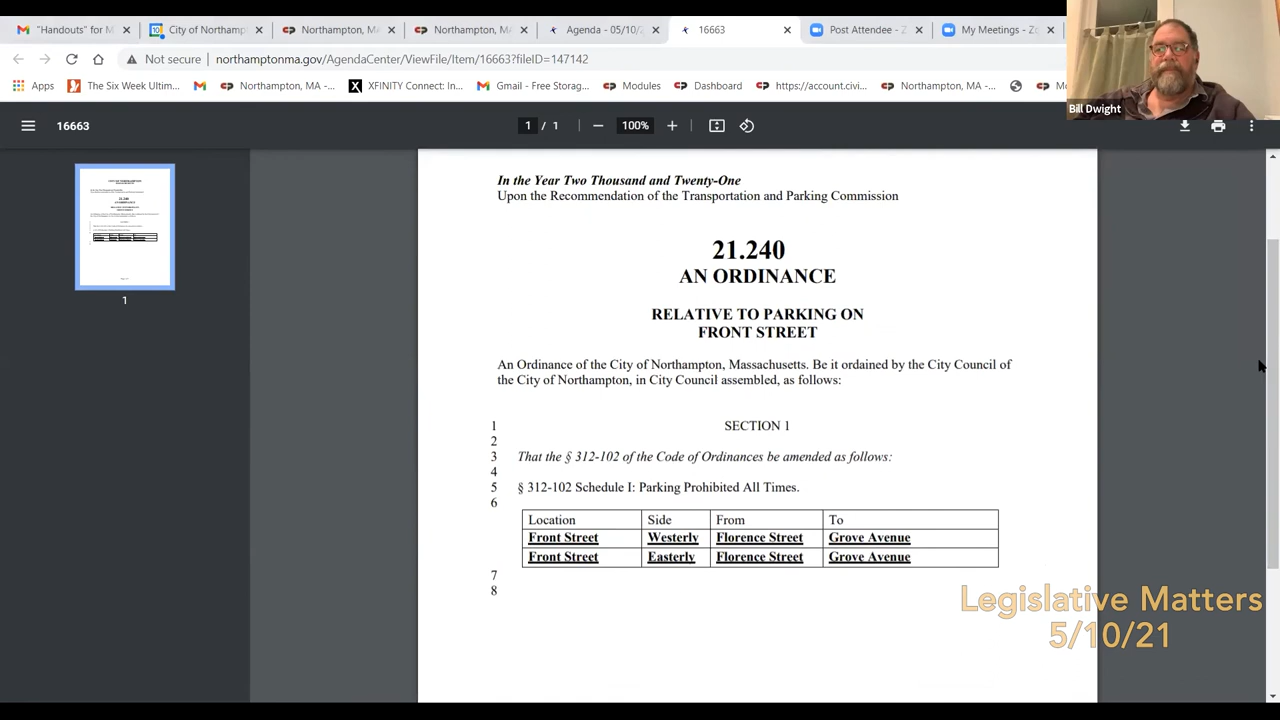 "Handouts" for M
City of Northamp
Northampton, MA
Northampton, MA
Agenda - 05/10/
16663
Post Attendee - Z
My Meetings - Z
Not secure
northamptonma.gov/AgendaCenter/ViewFile/Item/16663?fileID=147142
Apps
The Six Week Ultim...
Northampton, MA -...
XFINITY Connect: In...
Gmail - Free Storag...
Modules
Dashboard
https://account.civi...
Northampton, MA -...
Bill Dwight
16663
1 / 1
100%
In the Year Two Thousand and Twenty-One
Upon the Recommendation of the Transportation and Parking Commission
21.240
AN ORDINANCE
RELATIVE TO PARKING ON
FRONT STREET
An Ordinance of the City of Northampton, Massachusetts. Be it ordained by the City Council of
the City of Northampton, in City Council assembled, as follows:
1 SECTION 1
2
3 That the § 312-102 of the Code of Ordinances be amended as follows:
4
5 § 312-102 Schedule I: Parking Prohibited All Times.
6
Location Side From To
Front Street Westerly Florence Street Grove Avenue
Front Street Easterly Florence Street Grove Avenue
7
8
1
Legislative Matters
5/10/21